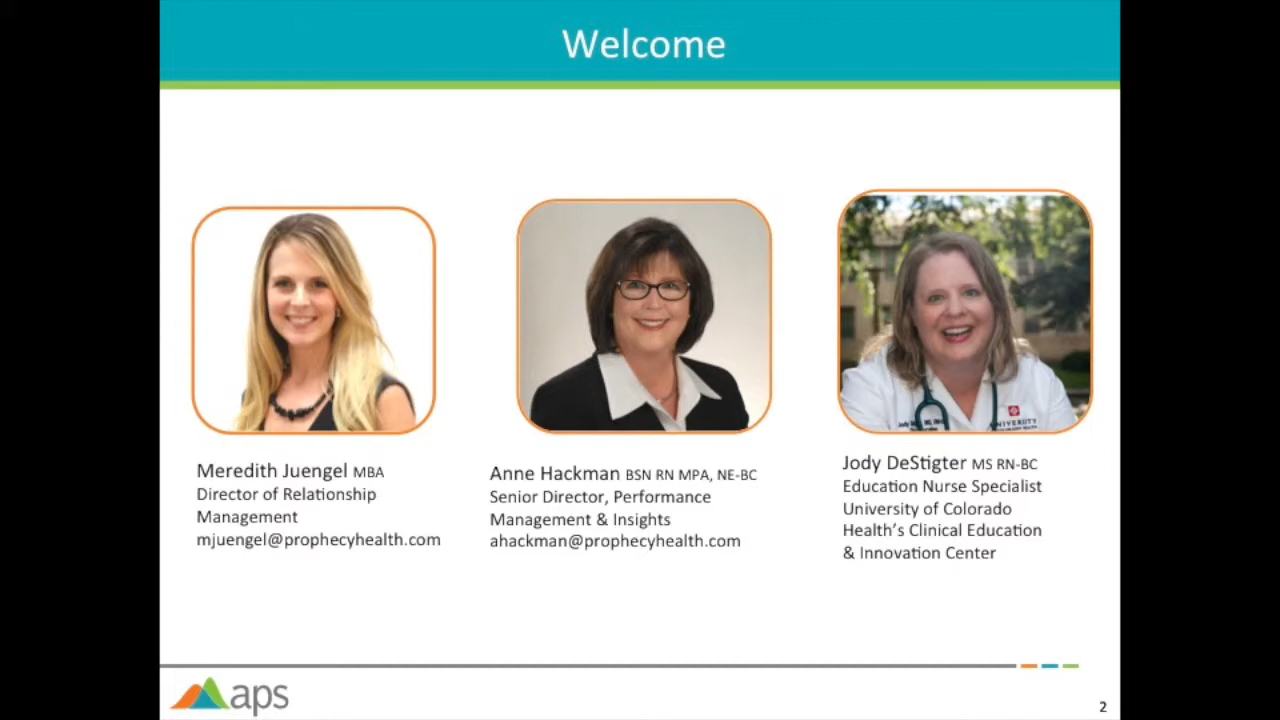 Welcome
Meredith Juengel MBA
Director of Relationship
Management
mjuengel@prophecyhealth.com
Anne Hackman BSN RN MPA, NE-BC
Senior Director, Performance
Management & Insights
ahackman@prophecyhealth.com
UNIVERSITY
Jody DeStigter MS RN-BC
Education Nurse Specialist
University of Colorado
Health's Clinical Education
& Innovation Center
aps
2